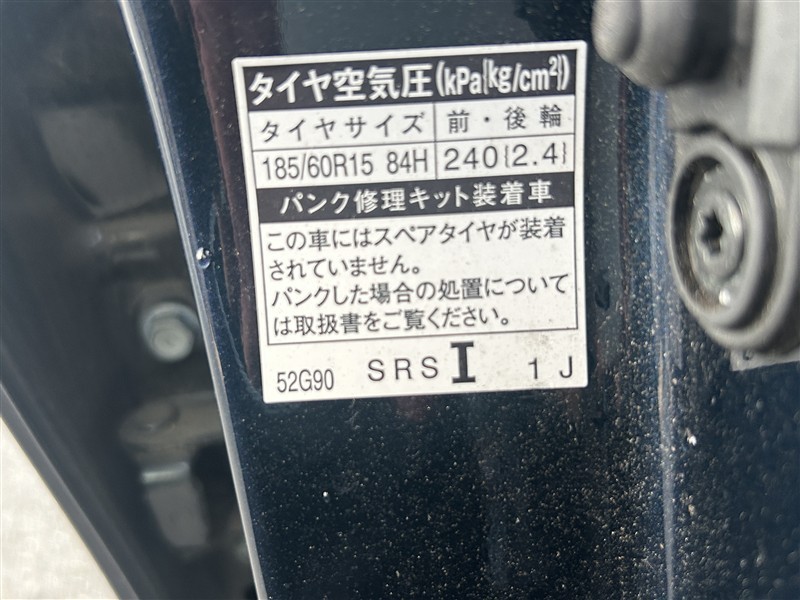 タイヤ空気圧(kPa{kg/cm²})
タイヤサイズ 前・後輪
185/60R15 84H 240{2.4}
パンク修理キット装着車
この車にはスペアタイヤが装着
されていません。
パンクした場合の処置について
は取扱書をご覧ください。
52G90 SRS I 1J